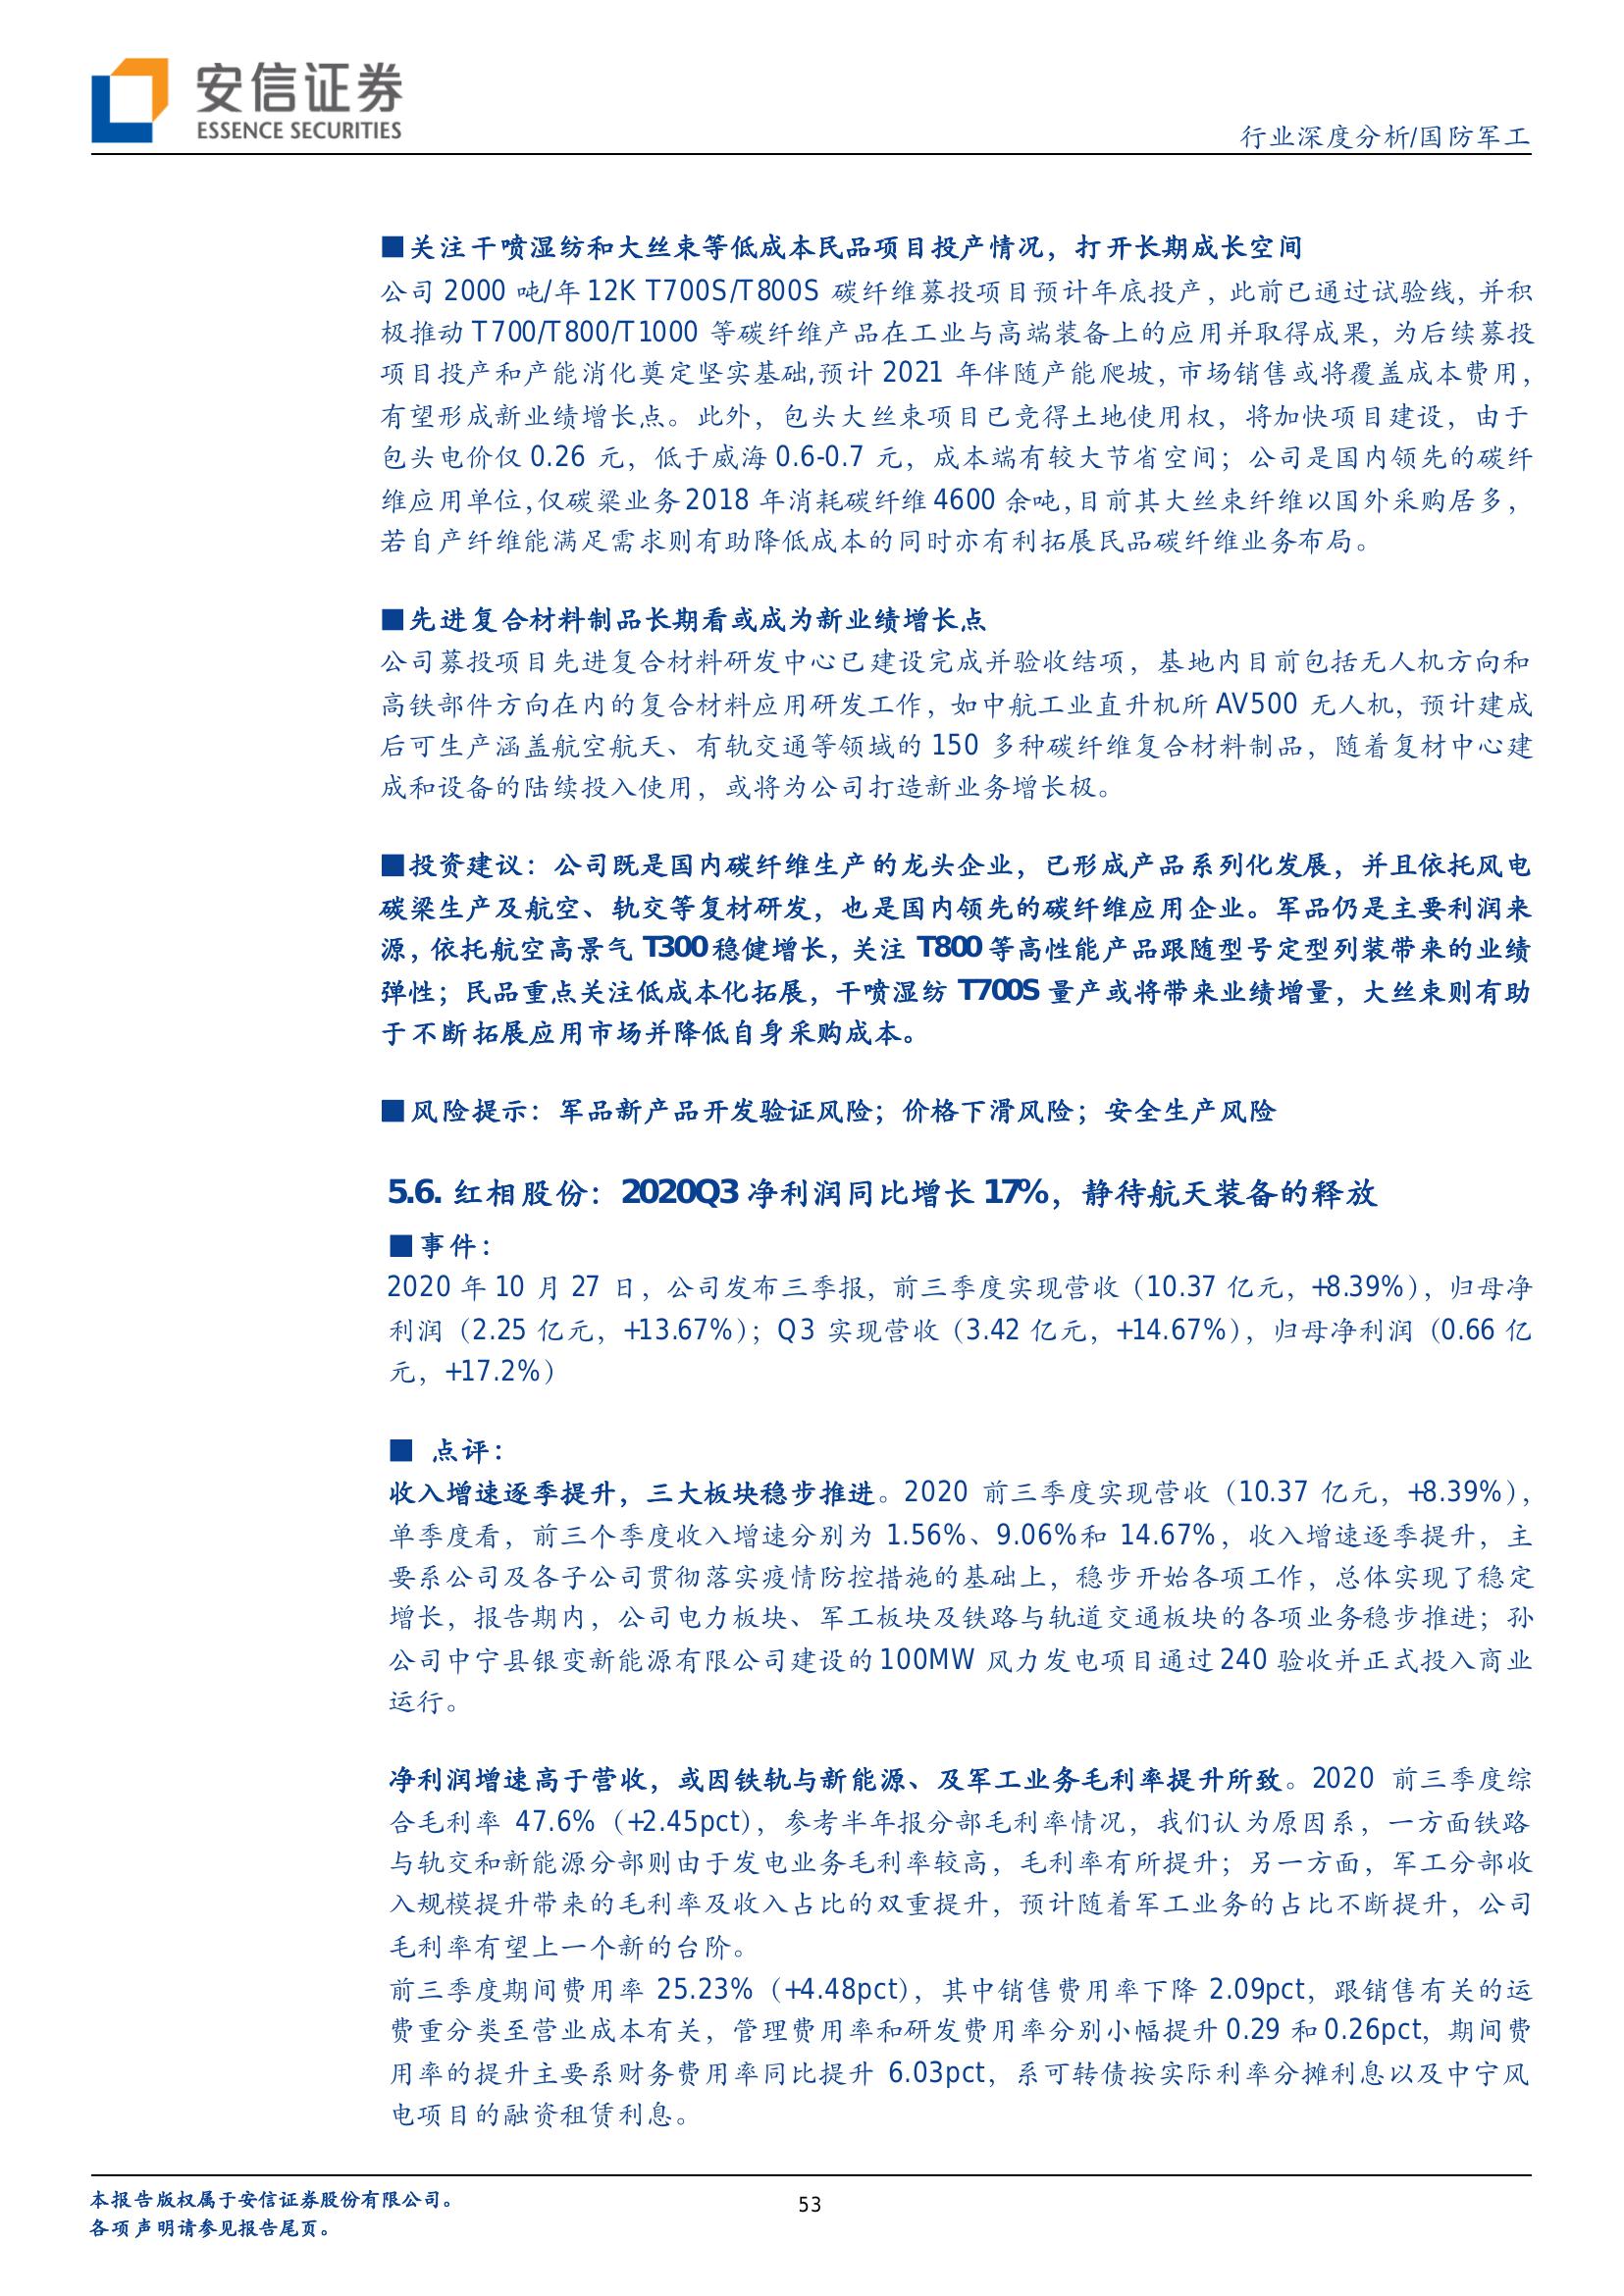 安信证券
ESSENCE SECURITIES
行业深度分析/国防军工
■关注干喷湿纺和大丝束等低成本民品项目投产情况，打开长期成长空间
公司 2000 吨/年 12K T700S/T800S 碳纤维募投项目预计年底投产，此前已通过试验线，并积
极推动 T700/T800/T1000 等碳纤维产品在工业与高端装备上的应用并取得成果，为后续募投
项目投产和产能消化奠定坚实基础,预计 2021 年伴随产能爬坡，市场销售或将覆盖成本费用，
有望形成新业绩增长点。此外，包头大丝束项目已竞得土地使用权，将加快项目建设，由于
包头电价仅 0.26 元，低于威海 0.6-0.7 元，成本端有较大节省空间；公司是国内领先的碳纤
维应用单位,仅碳梁业务 2018 年消耗碳纤维 4600 余吨,目前其大丝束纤维以国外采购居多，
若自产纤维能满足需求则有助降低成本的同时亦有利拓展民品碳纤维业务布局。
■先进复合材料制品长期看或成为新业绩增长点
公司募投项目先进复合材料研发中心已建设完成并验收结项，基地内目前包括无人机方向和
高铁部件方向在内的复合材料应用研发工作，如中航工业直升机所 AV500 无人机，预计建成
后可生产涵盖航空航天、有轨交通等领域的 150 多种碳纤维复合材料制品，随着复材中心建
成和设备的陆续投入使用，或将为公司打造新业务增长极。
■投资建议：公司既是国内碳纤维生产的龙头企业，已形成产品系列化发展，并且依托风电
碳梁生产及航空、轨交等复材研发，也是国内领先的碳纤维应用企业。军品仍是主要利润来
源，依托航空高景气 T300 稳健增长，关注 T800 等高性能产品跟随型号定型列装带来的业绩
弹性；民品重点关注低成本化拓展，干喷湿纺 T700S 量产或将带来业绩增量，大丝束则有助
于不断拓展应用市场并降低自身采购成本。
■风险提示：军品新产品开发验证风险；价格下滑风险；安全生产风险
5.6. 红相股份：2020Q3 净利润同比增长 17%，静待航天装备的释放
■事件：
2020 年 10 月 27 日，公司发布三季报，前三季度实现营收（10.37 亿元，+8.39%），归母净
利润（2.25 亿元，+13.67%）；Q3 实现营收（3.42 亿元，+14.67%），归母净利润（0.66 亿
元，+17.2%）
■ 点评：
收入增速逐季提升，三大板块稳步推进。2020 前三季度实现营收（10.37 亿元，+8.39%），
单季度看，前三个季度收入增速分别为 1.56%、9.06%和 14.67%，收入增速逐季提升，主
要系公司及各子公司贯彻落实疫情防控措施的基础上，稳步开始各项工作，总体实现了稳定
增长，报告期内，公司电力板块、军工板块及铁路与轨道交通板块的各项业务稳步推进；孙
公司中宁县银变新能源有限公司建设的 100MW 风力发电项目通过 240 验收并正式投入商业
运行。
净利润增速高于营收，或因铁轨与新能源、及军工业务毛利率提升所致。2020 前三季度综
合毛利率 47.6%（+2.45pct），参考半年报分部毛利率情况，我们认为原因系，一方面铁路
与轨交和新能源分部则由于发电业务毛利率较高，毛利率有所提升；另一方面，军工分部收
入规模提升带来的毛利率及收入占比的双重提升，预计随着军工业务的占比不断提升，公司
毛利率有望上一个新的台阶。
前三季度期间费用率 25.23%（+4.48pct），其中销售费用率下降 2.09pct，跟销售有关的运
费重分类至营业成本有关，管理费用率和研发费用率分别小幅提升 0.29 和 0.26pct，期间费
用率的提升主要系财务费用率同比提升 6.03pct，系可转债按实际利率分摊利息以及中宁风
电项目的融资租赁利息。
本报告版权属于安信证券股份有限公司。
53
各项声明请参见报告尾页。